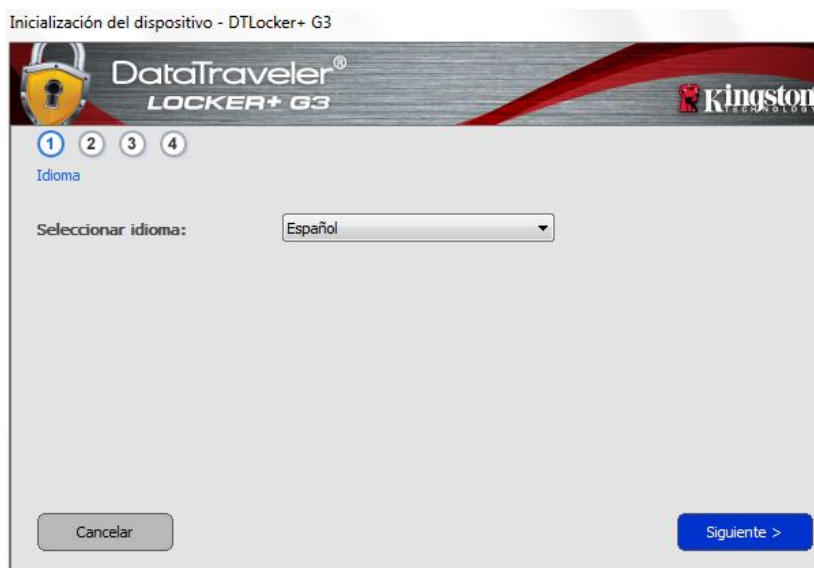 Inicialización del dispositivo - DTLocker+ G3
DataTraveler®
LOCKER+ G3
Kingston
TECHNOLOGY
1 2 3 4
Idioma
Seleccionar idioma: Español
Cancelar Siguiente >